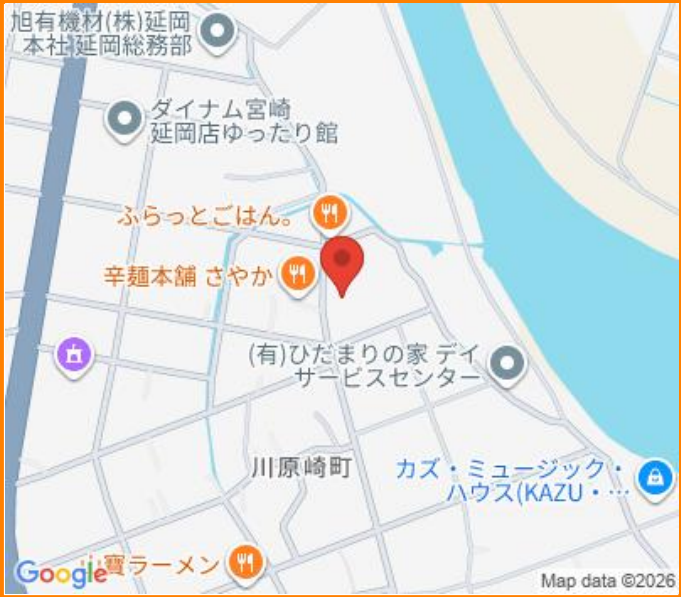 旭有機材(株)延岡
本社 延岡総務部
ダイナム宮崎
延岡店ゆったり館
ふらっとごはん。
辛麺本舗 さやか
(有)ひだまりの家 デイ
サービスセンター
川原崎町
カズ・ミュージック・
ハウス(KAZU・…
寶ラーメン
Google
Map data ©2026